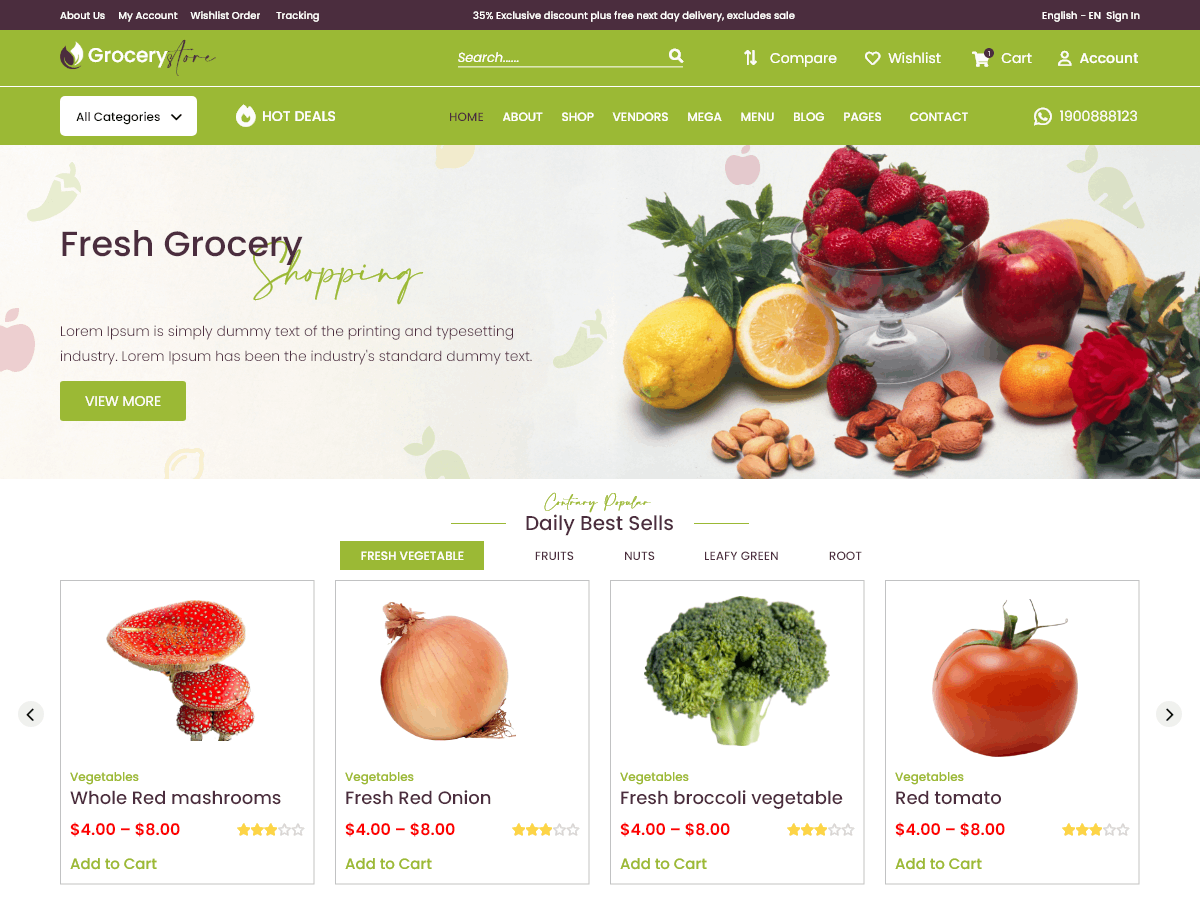 About Us My Account Wishlist Order Tracking 35% Exclusive discount plus free next day delivery, excludes sale English - EN Sign In
Grocery store Search...... Compare Wishlist 1 Cart Account
All Categories HOT DEALS HOME ABOUT SHOP VENDORS MEGA MENU BLOG PAGES CONTACT 1900888123
Fresh Grocery
Shopping
Lorem Ipsum is simply dummy text of the printing and typesetting
industry. Lorem Ipsum has been the industry's standard dummy text.
VIEW MORE
Contrary Popular
Daily Best Sells
FRESH VEGETABLE FRUITS NUTS LEAFY GREEN ROOT
Vegetables Vegetables Vegetables Vegetables
Whole Red mashrooms Fresh Red Onion Fresh broccoli vegetable Red tomato
$4.00 – $8.00 $4.00 – $8.00 $4.00 – $8.00 $4.00 – $8.00
Add to Cart Add to Cart Add to Cart Add to Cart